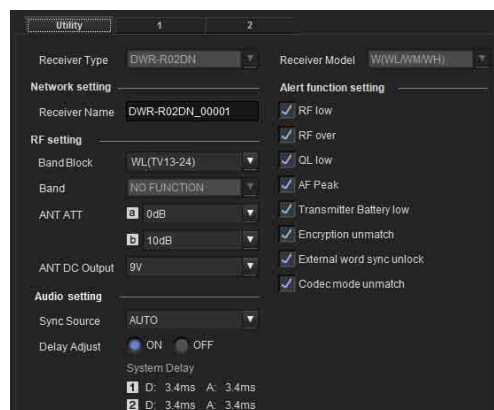 Utility 1 2
Receiver Type DWR-R02DN Receiver Model W(WL/WM/WH)
Network setting Alert function setting
Receiver Name DWR-R02DN_00001 RF low
RF setting RF over
Band Block WL(TV13-24) QL low
Band NO FUNCTION AF Peak
ANT ATT a 0dB Transmitter Battery low
b 10dB Encryption unmatch
ANT DC Output 9V External word sync unlock
Audio setting Codec mode unmatch
Sync Source AUTO
Delay Adjust ON OFF
System Delay
1 D: 3.4ms A: 3.4ms
2 D: 3.4ms A: 3.4ms